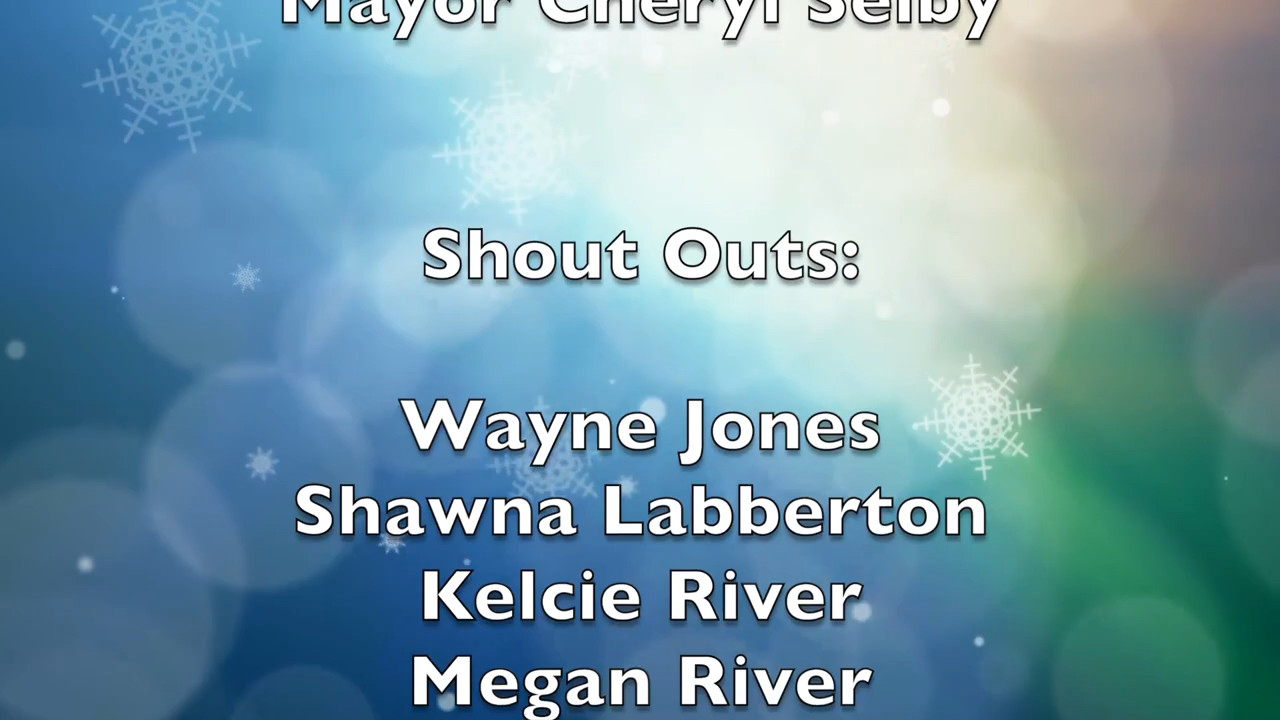 Mayor Cheryl Selby
Shout Outs:
Wayne Jones
Shawna Labberton
Kelcie River
Megan River